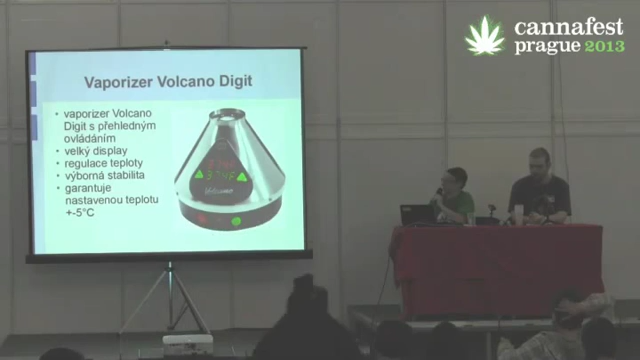 cannafest
prague 2013
Vaporizer Volcano Digit
• vaporizer Volcano
Digit s přehledným
ovládáním
• velký display
• regulace teploty
• výborná stabilita
• garantuje
nastavenou teplotu
+-5°C
Volcano